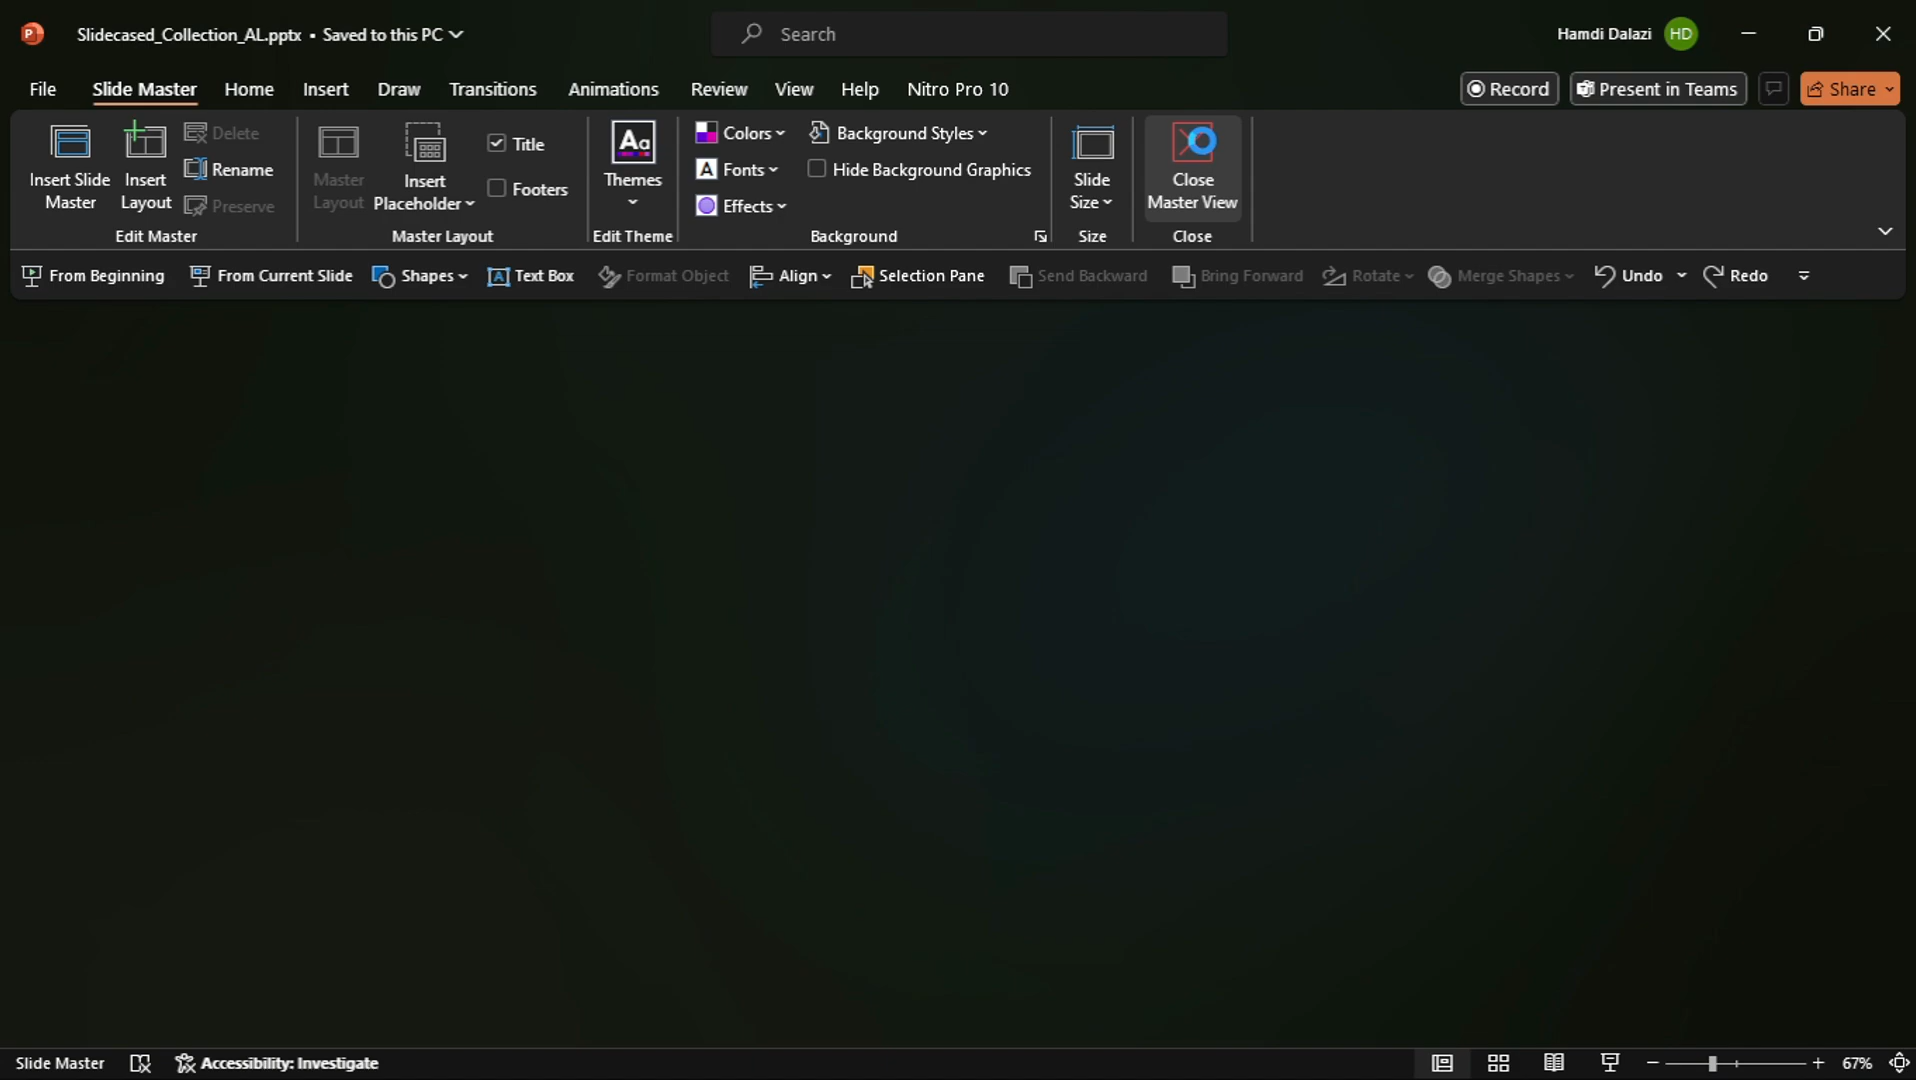 Slidecased_Collection_AL.pptx • Saved to this PC
Search
Hamdi Dalazi HD
File Slide Master Home Insert Draw Transitions Animations Review View Help Nitro Pro 10
Record Present in Teams Share
Insert Slide Master
Insert Layout
Delete
Rename
Preserve
Edit Master
Master Layout
Insert Placeholder
Title
Footers
Master Layout
Aa
Themes
Edit Theme
Colors
A Fonts
Effects
Background Styles
Hide Background Graphics
Background
Slide Size
Size
Close Master View
Close
From Beginning From Current Slide Shapes A Text Box Format Object Align Selection Pane Send Backward Bring Forward Rotate Merge Shapes Undo Redo
Slide Master Accessibility: Investigate 67%